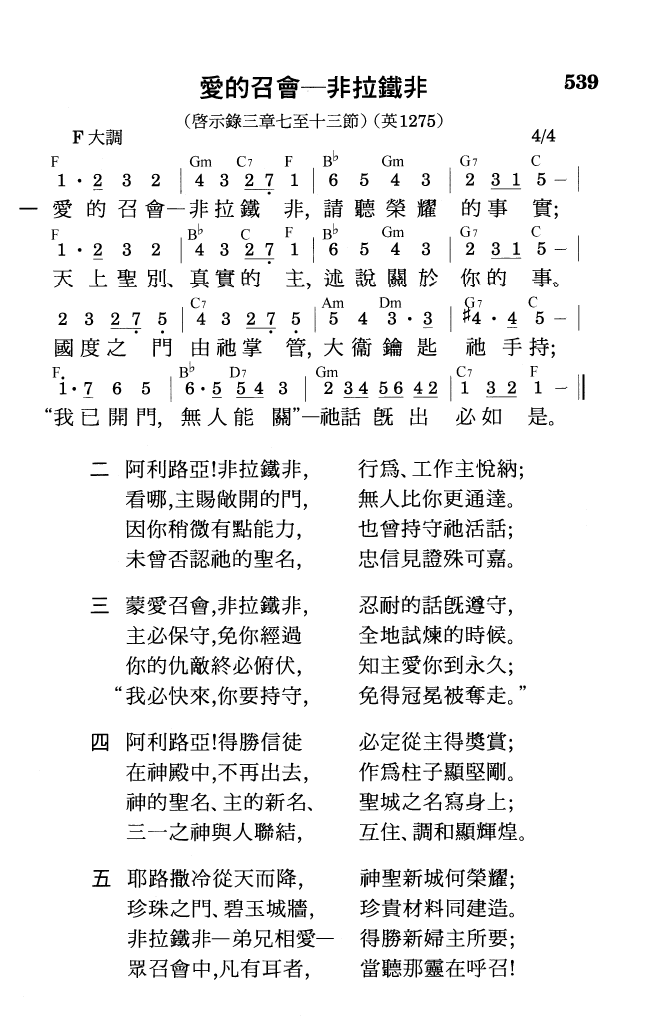 愛的召會─非拉鐵非 539
(啓示錄三章七至十三節)(英1275)
F大調 4/4
F Gm C7 F B♭ Gm G7 C
1 · 2 3 2 | 4 3 2 7 1 | 6 5 4 3 | 2 3 1 5 – |
一 愛 的 召 會─非 拉 鐵 非, 請 聽 榮 耀 的 事 實;
F B♭ C F B♭ Gm G7 C
1 · 2 3 2 | 4 3 2 7 1 | 6 5 4 3 | 2 3 1 5 – |
天 上 聖 別、真 實 的 主, 述 說 關 於 你 的 事。
C7 Am Dm G7 C
2 3 2 7 5 | 4 3 2 7 5 | 5 4 3 · 3 | #4 · 4 5 – |
國 度 之 門 由 祂 掌 管, 大 衞 鑰 匙 祂 手 持;
F B♭ D7 Gm C7 F
1 · 7 6 5 | 6 · 5 5 4 3 | 2 3 4 5 6 4 2 | 1 3 2 1 – ||
“我 已 開 門, 無 人 能 關”─祂 話 旣 出 必 如 是。
二 阿利路亞!非拉鐵非, 行爲、工作主悅納;
看哪,主賜敞開的門, 無人比你更通達。
因你稍微有點能力, 也曾持守祂活話;
未曾否認祂的聖名, 忠信見證殊可嘉。
三 蒙愛召會,非拉鐵非, 忍耐的話旣遵守,
主必保守,免你經過 全地試煉的時候。
你的仇敵終必俯伏, 知主愛你到永久;
“我必快來,你要持守, 免得冠冕被奪走。”
四 阿利路亞!得勝信徒 必定從主得獎賞;
在神殿中,不再出去, 作爲柱子顯堅剛。
神的聖名、主的新名、 聖城之名寫身上;
三一之神與人聯結, 互住、調和顯輝煌。
五 耶路撒冷從天而降, 神聖新城何榮耀;
珍珠之門、碧玉城牆, 珍貴材料同建造。
非拉鐵非─弟兄相愛─ 得勝新婦主所要;
眾召會中,凡有耳者, 當聽那靈在呼召!